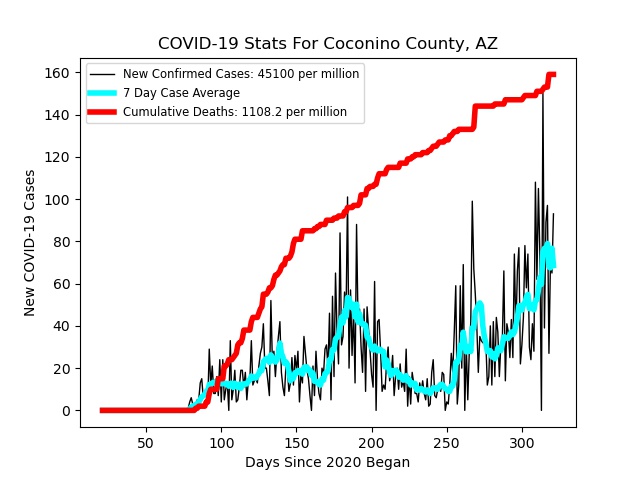 COVID-19 Stats For Coconino County, AZ
New Confirmed Cases: 45100 per million
7 Day Case Average
Cumulative Deaths: 1108.2 per million
New COVID-19 Cases
160
140
120
100
80
60
40
20
0
50
100
150
200
250
300
Days Since 2020 Began